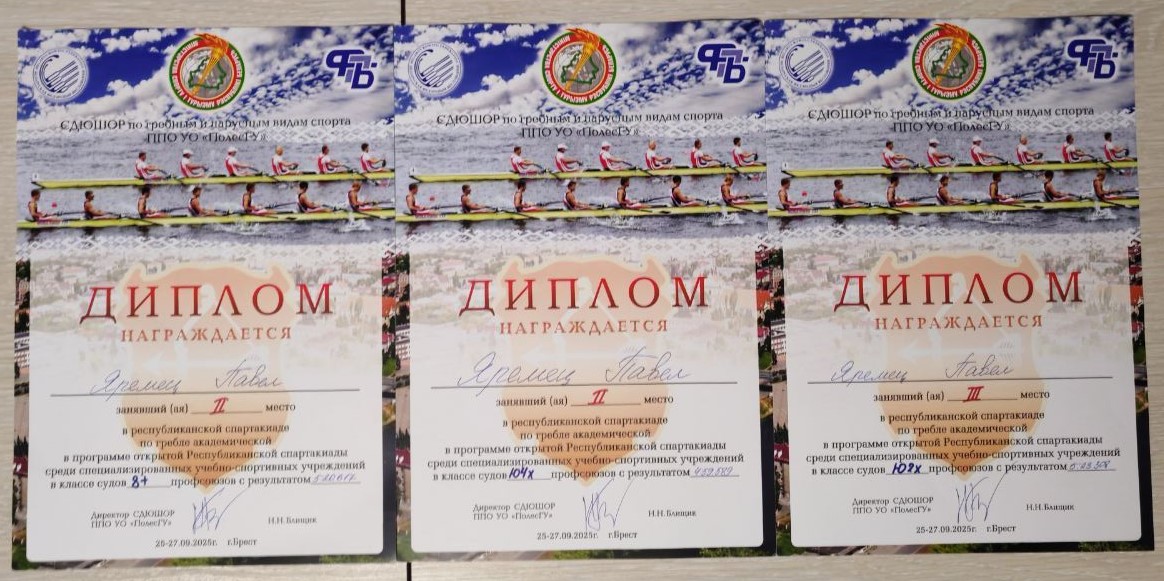 СДЮШОР по гребным и парусным видам спорта
ППО УО «ПолесГУ»
ДИПЛОМ
НАГРАЖДАЕТСЯ
Яремец Павел
занявший (ая) II место
в республиканской спартакиаде
по гребле академической
в программе открытой Республиканской спартакиады
среди специализированных учебно-спортивных учреждений
в классе судов 8+ профсоюзов с результатом
Директор СДЮШОР
ППО УО «ПолесГУ» Н.Н.Блищик
25-27.09.2025г. г.Брест
СДЮШОР по гребным и парусным видам спорта
ППО УО «ПолесГУ»
ДИПЛОМ
НАГРАЖДАЕТСЯ
Яремец Павел
занявший (ая) II место
в республиканской спартакиаде
по гребле академической
в программе открытой Республиканской спартакиады
среди специализированных учебно-спортивных учреждений
в классе судов Ю4х профсоюзов с результатом
Директор СДЮШОР
ППО УО «ПолесГУ» Н.Н.Блищик
25-27.09.2025г. г.Брест
СДЮШОР по гребным и парусным видам спорта
ППО УО «ПолесГУ»
ДИПЛОМ
НАГРАЖДАЕТСЯ
Яремец Павел
занявший (ая) III место
в республиканской спартакиаде
по гребле академической
в программе открытой Республиканской спартакиады
среди специализированных учебно-спортивных учреждений
в классе судов Ю2х профсоюзов с результатом
Директор СДЮШОР
ППО УО «ПолесГУ» Н.Н.Блищик
25-27.09.2025г. г.Брест